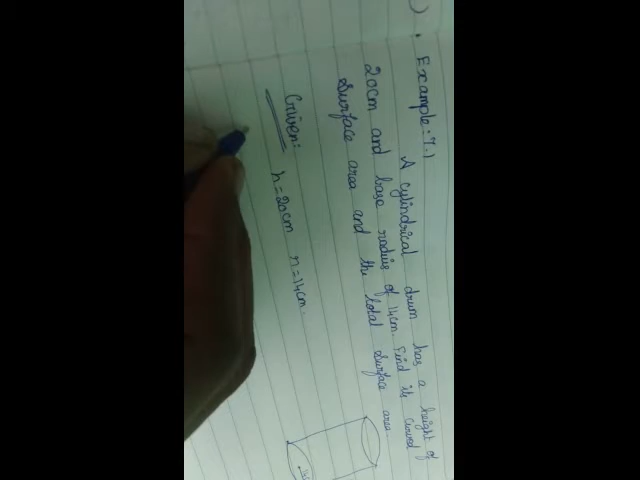 Example: 7.1
A cylindrical drum has a height of
20cm and base radius of 14cm. Find its curved
Surface area and the total Surface area
Given:
h = 20cm r = 14cm.